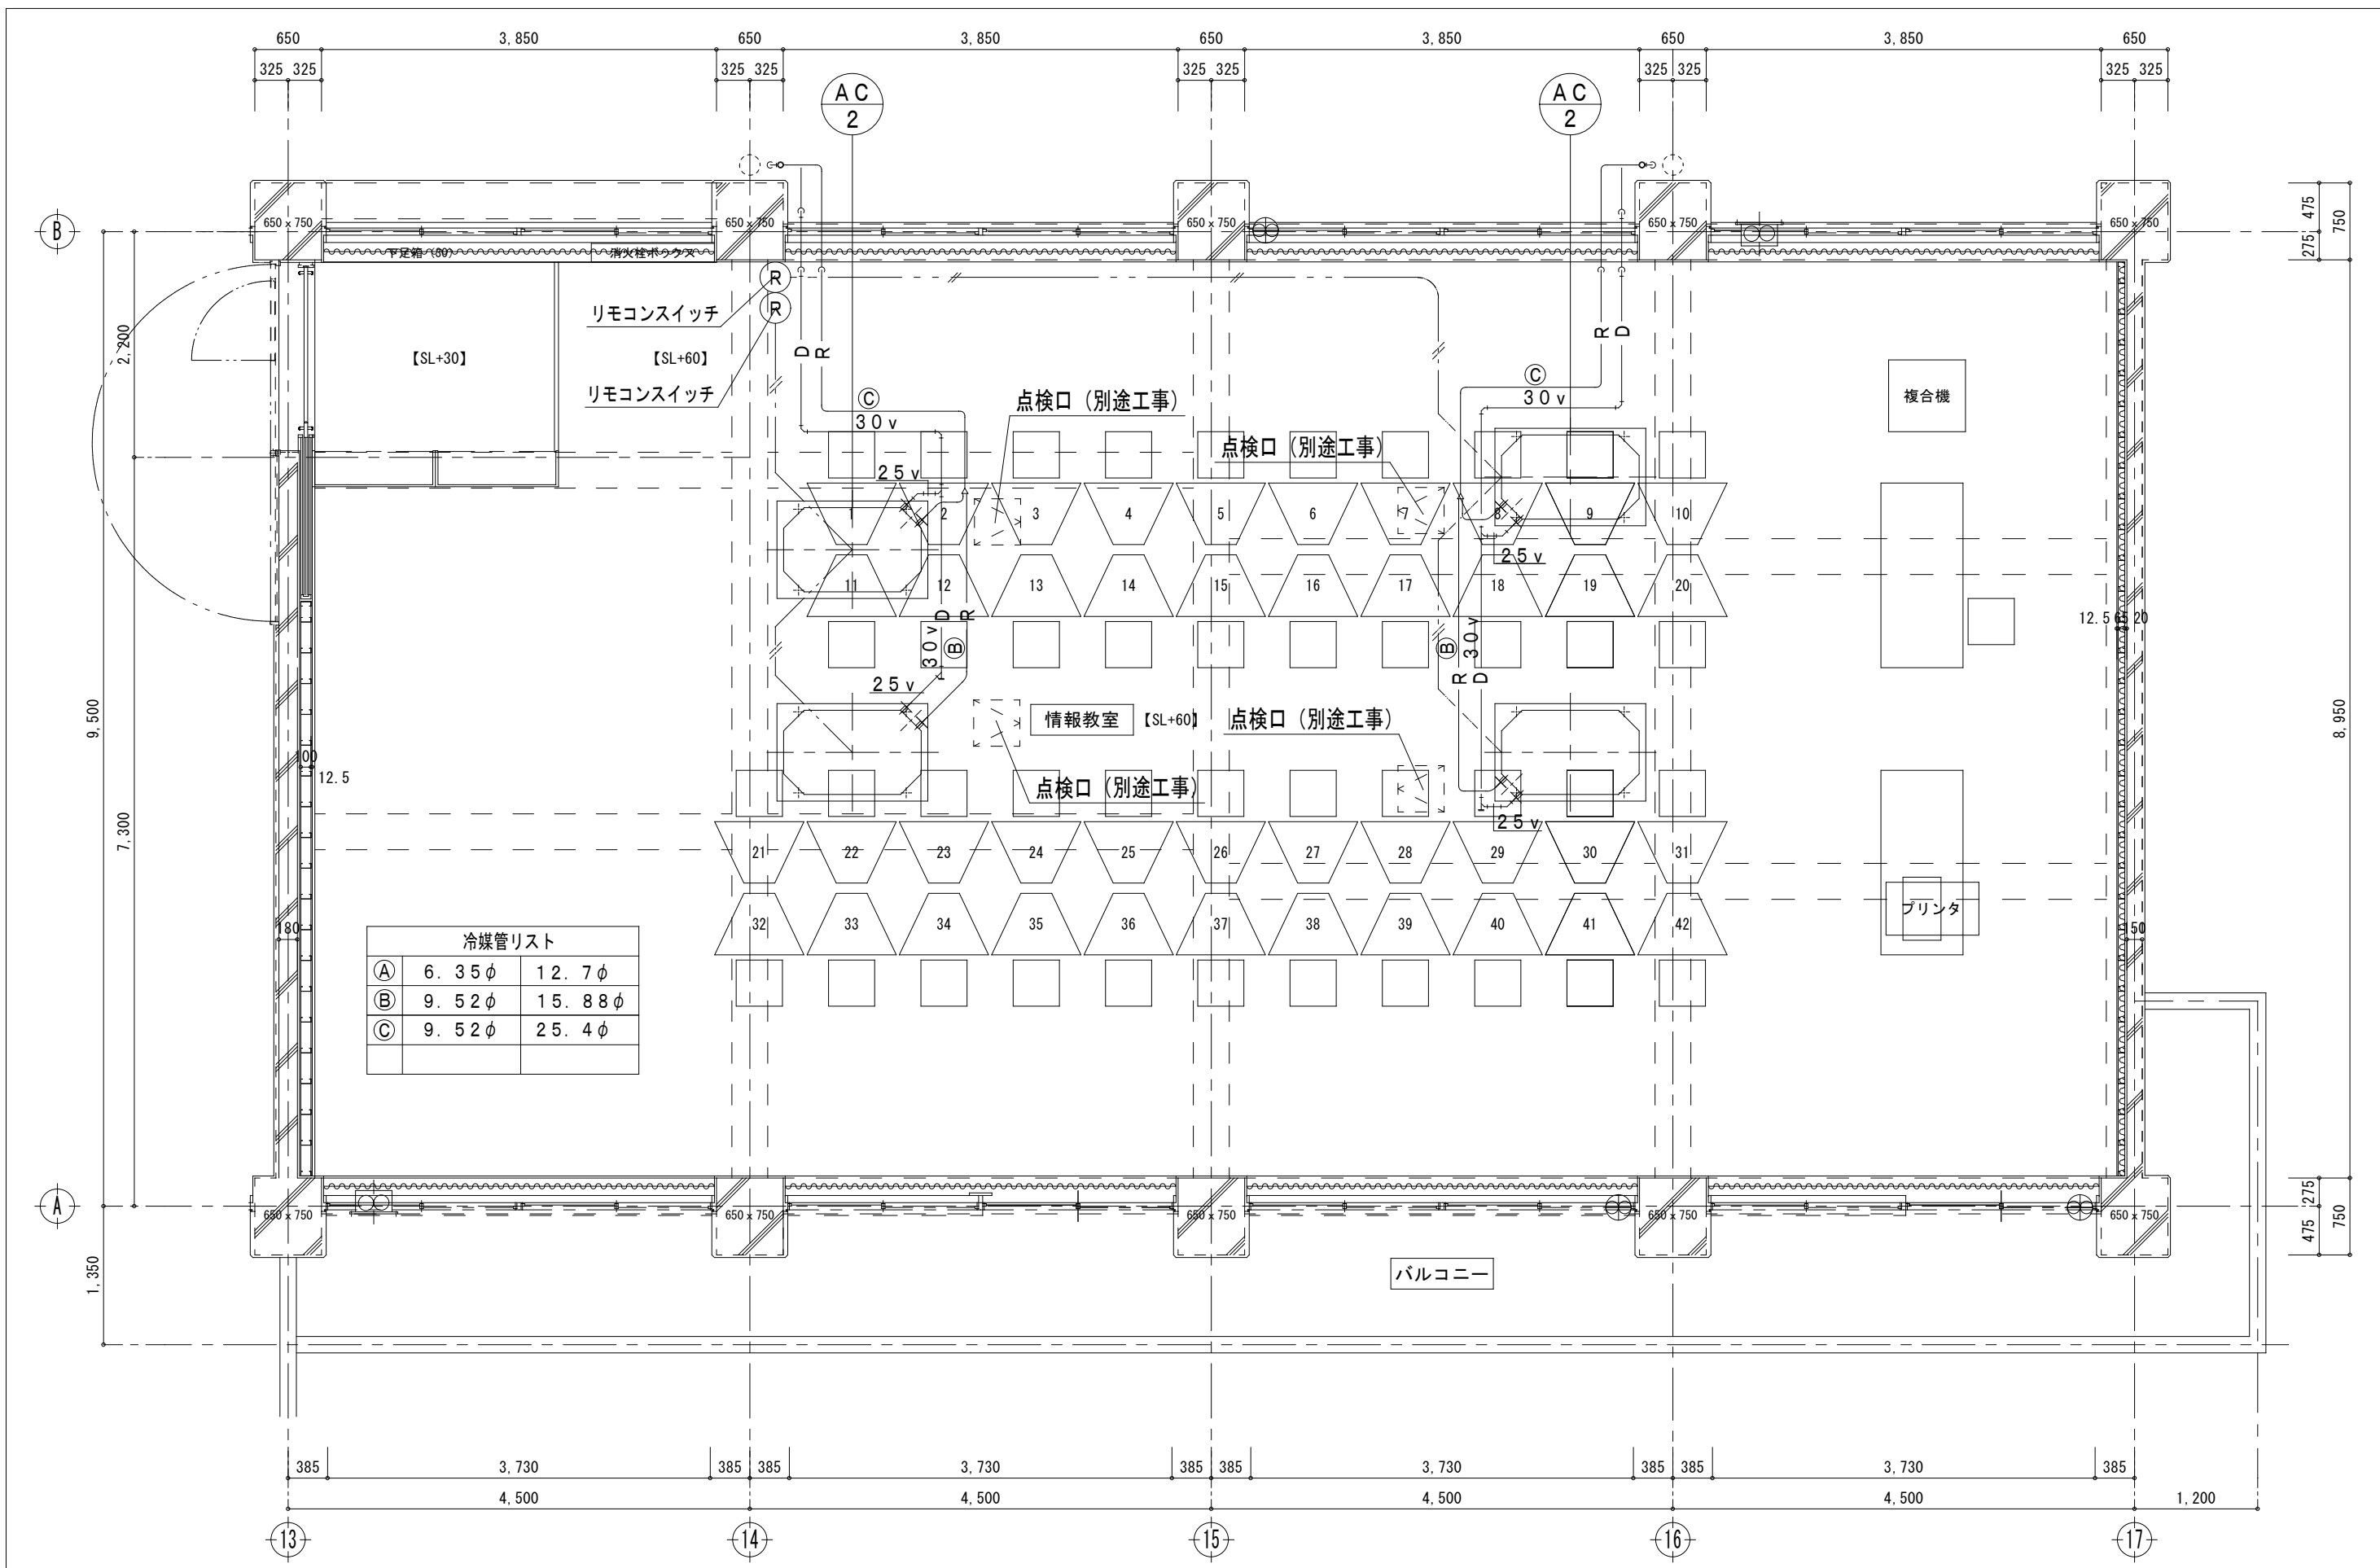 650 3,850 650 3,850 650 3,850 650 3,850 650
325 325 325 325 325 325 325 325 325 325
AC
2
AC
2
B
650 x 750 650 x 750 650 x 750 650 x 750 650 x 750
475
750
275
下足箱 (30) 消火栓ボックス
R
R
リモコンスイッチ
2,200
【SL+30】 【SL+60】
リモコンスイッチ
D R
R D
C
30v
C
30v
点検口（別途工事）
点検口（別途工事）
複合機
25v
1 2 3 4 5 6 7 8 9 10
25v
11 12 13 14 15 16 17 18 19 20
12.5 65 20
30v D R
B
B
30v
R D
25v
情報教室 【SL+60】
点検口（別途工事）
点検口（別途工事）
9,500
8,950
100
12.5
7,300
25v
21 22 23 24 25 26 27 28 29 30 31
32 33 34 35 36 37 38 39 40 41 42
プリンタ
180
150
冷媒管リスト
A 6.35φ 12.7φ
B 9.52φ 15.88φ
C 9.52φ 25.4φ
A
650 x 750 650 x 750 650 x 750 650 x 750 650 x 750
275
750
475
1,350
バルコニー
385 3,730 385 385 3,730 385 385 3,730 385 385 3,730 385
4,500 4,500 4,500 4,500 1,200
13 14 15 16 17